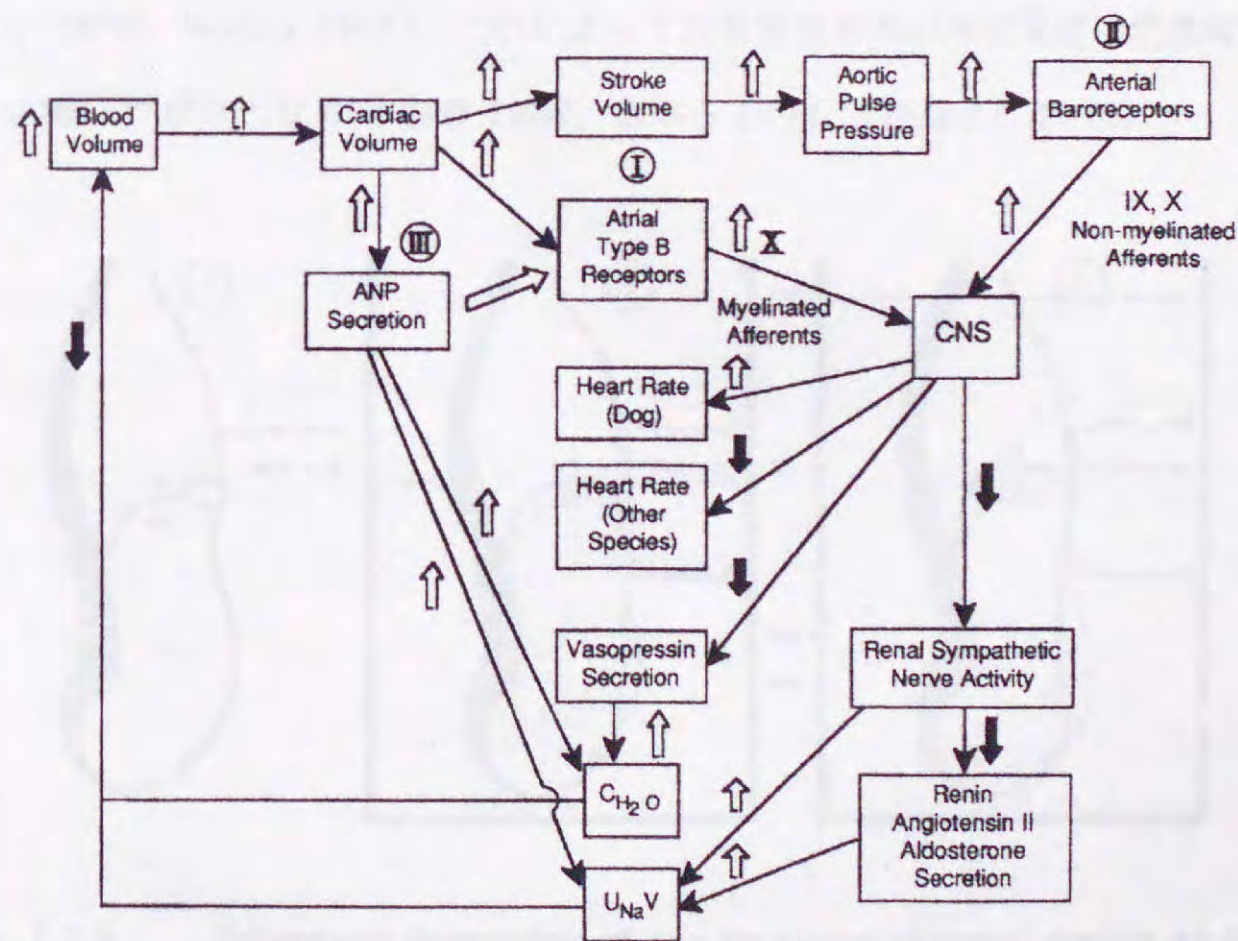 Ⅱ
Blood
Volume
Cardiac
Volume
Stroke
Volume
Aortic
Pulse
Pressure
Arterial
Baroreceptors
Ⅰ
Atrial
Type B
Receptors
X
Myelinated
Afferents
IX, X
Non-myelinated
Afferents
Ⅲ
ANP
Secretion
CNS
Heart Rate
(Dog)
Heart Rate
(Other
Species)
Vasopressin
Secretion
Renal Sympathetic
Nerve Activity
C H₂O
Renin
Angiotensin II
Aldosterone
Secretion
U Na V